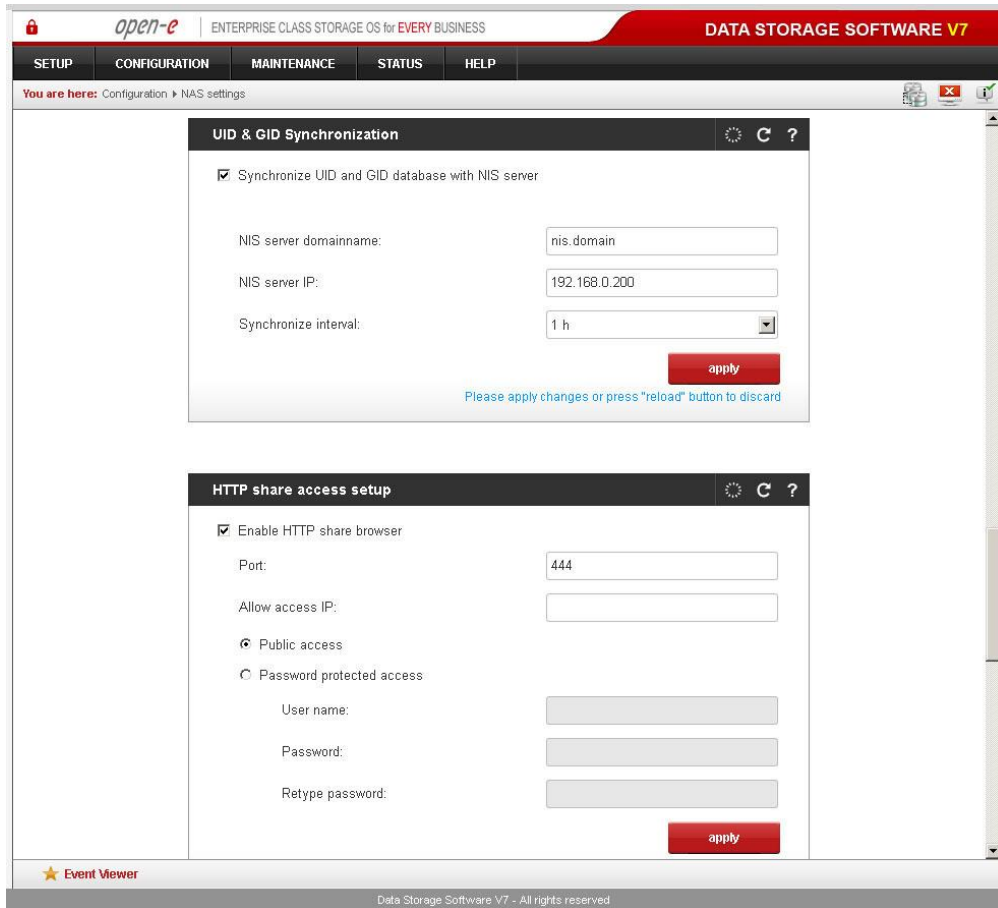 open-e ENTERPRISE CLASS STORAGE OS for EVERY BUSINESS DATA STORAGE SOFTWARE V7
SETUP CONFIGURATION MAINTENANCE STATUS HELP
You are here: Configuration NAS settings
UID & GID Synchronization ?
Synchronize UID and GID database with NIS server
NIS server domainname: nis.domain
NIS server IP: 192.168.0.200
Synchronize interval: 1 h
apply
Please apply changes or press "reload" button to discard
HTTP share access setup ?
Enable HTTP share browser
Port: 444
Allow access IP:
Public access
Password protected access
User name:
Password:
Retype password:
apply
Event Viewer
Data Storage Software V7 - All rights reserved